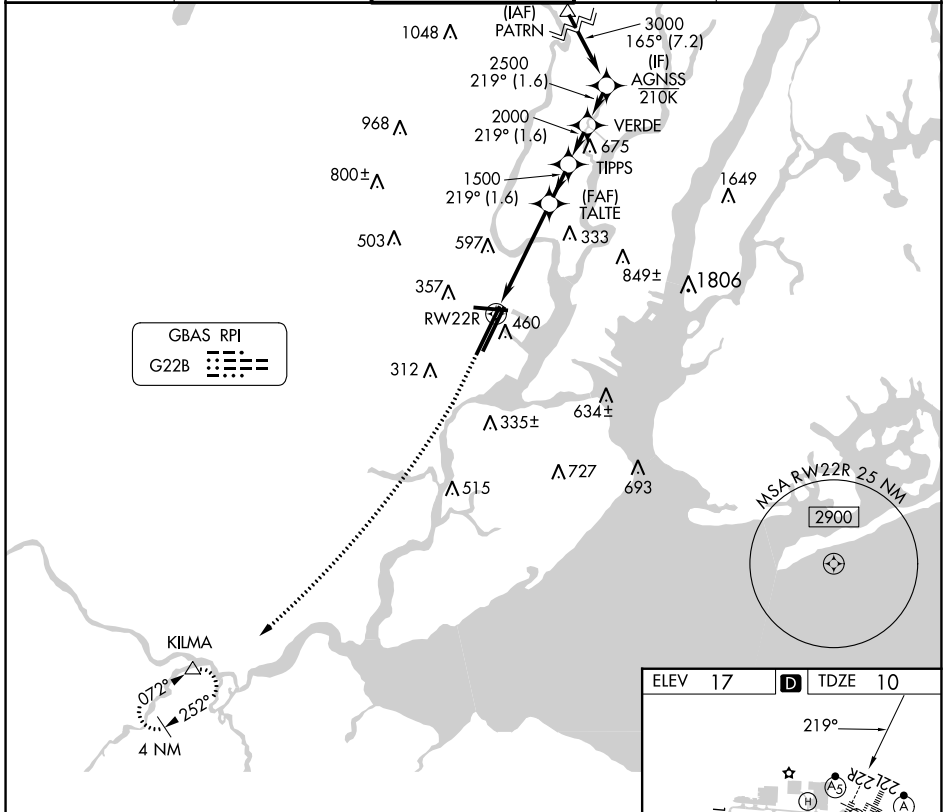 (IAF)
PATRN
3000
165° (7.2)
1048
(IF)
AGNSS
210K
2500
219° (1.6)
2000
219° (1.6)
VERDE
968
675
TIPPS
800±
1500
219° (1.6)
1649
(FAF)
TALTE
503
597
333
849±
1806
357
RW22R
460
GBAS RPI
G22B
312
335±
634±
515
727
693
MSA RW22R 25 NM
2900
KILMA
072°
252°
4 NM
ELEV 17
D
TDZE 10
219°
22R
22L
A5
H
A